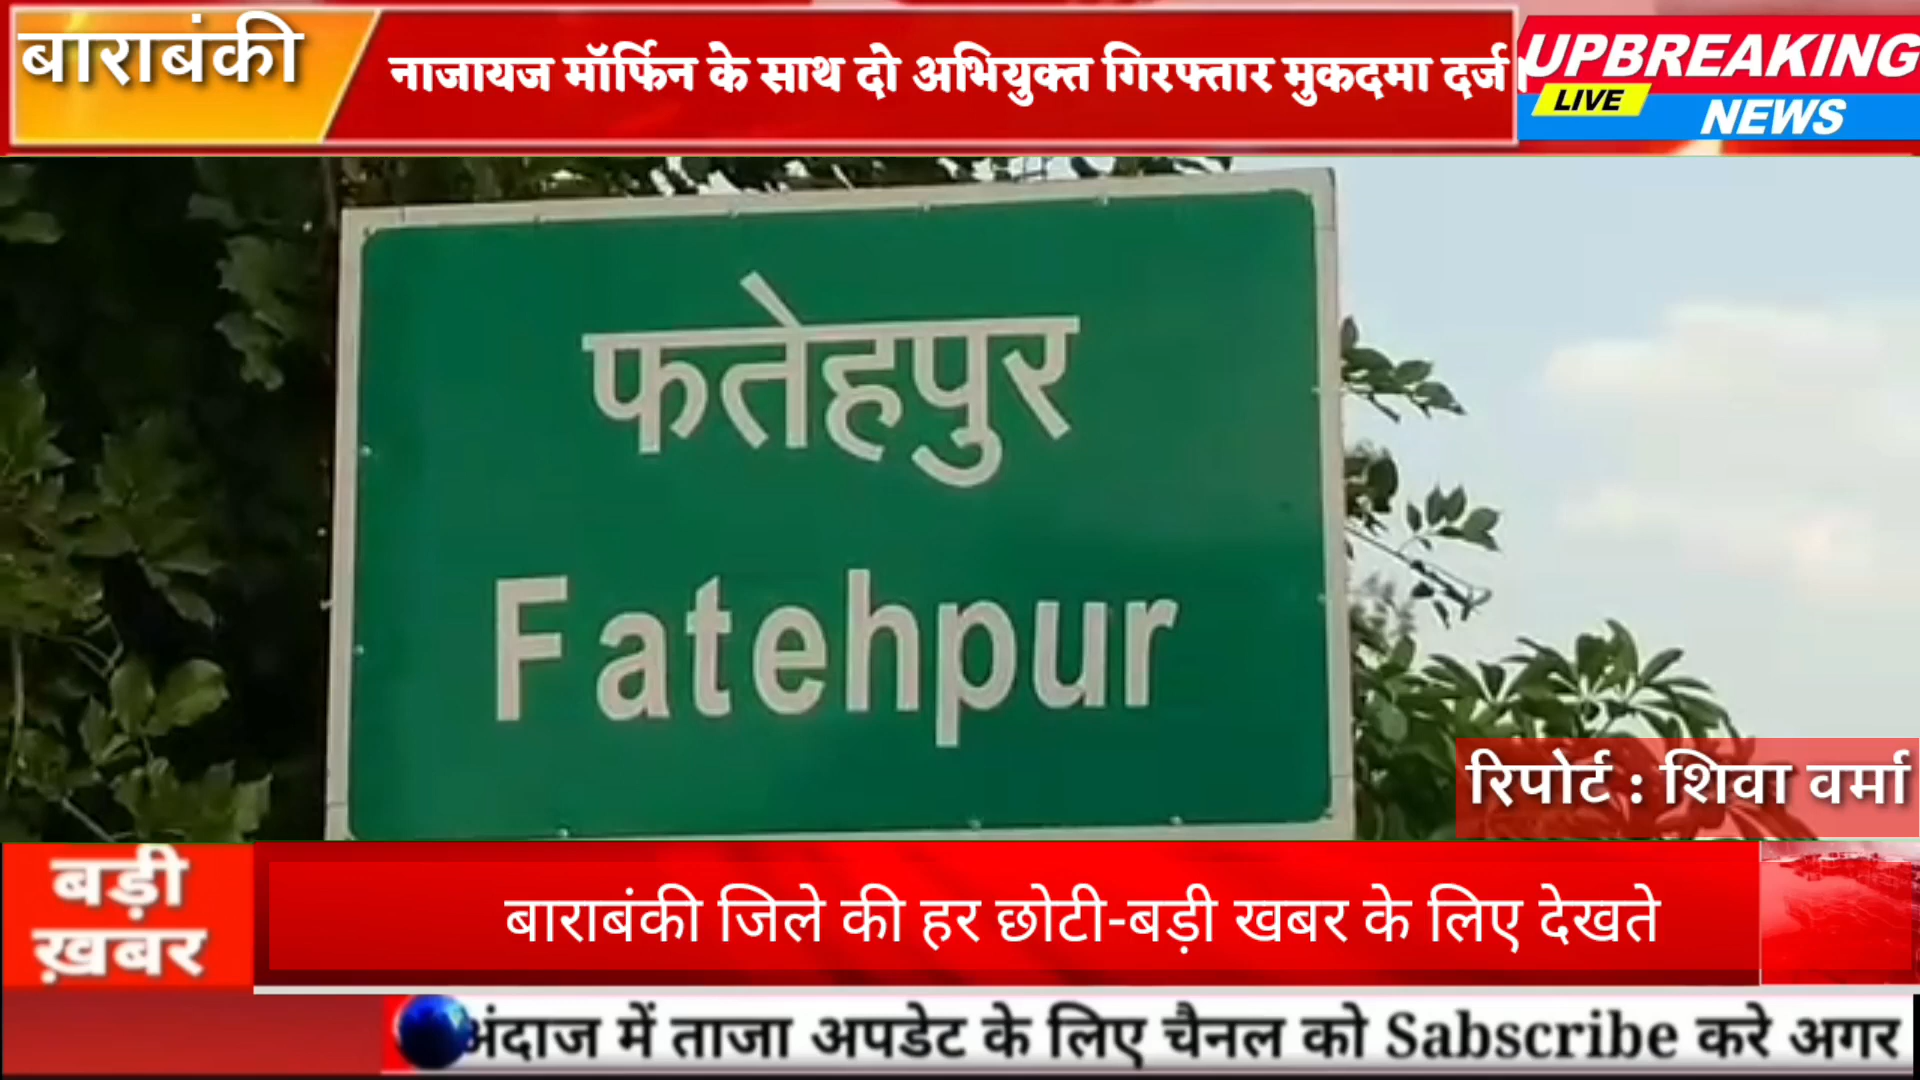 बाराबंकी
नाजायज मॉर्फिन के साथ दो अभियुक्त गिरफ्तार मुकदमा दर्ज।
UPBREAKING
LIVE
NEWS
फतेहपुर
Fatehpur
रिपोर्ट : शिवा वर्मा
बड़ी
ख़बर
बाराबंकी जिले की हर छोटी-बड़ी खबर के लिए देखते
अंदाज में ताजा अपडेट के लिए चैनल को Sabscribe करे अगर